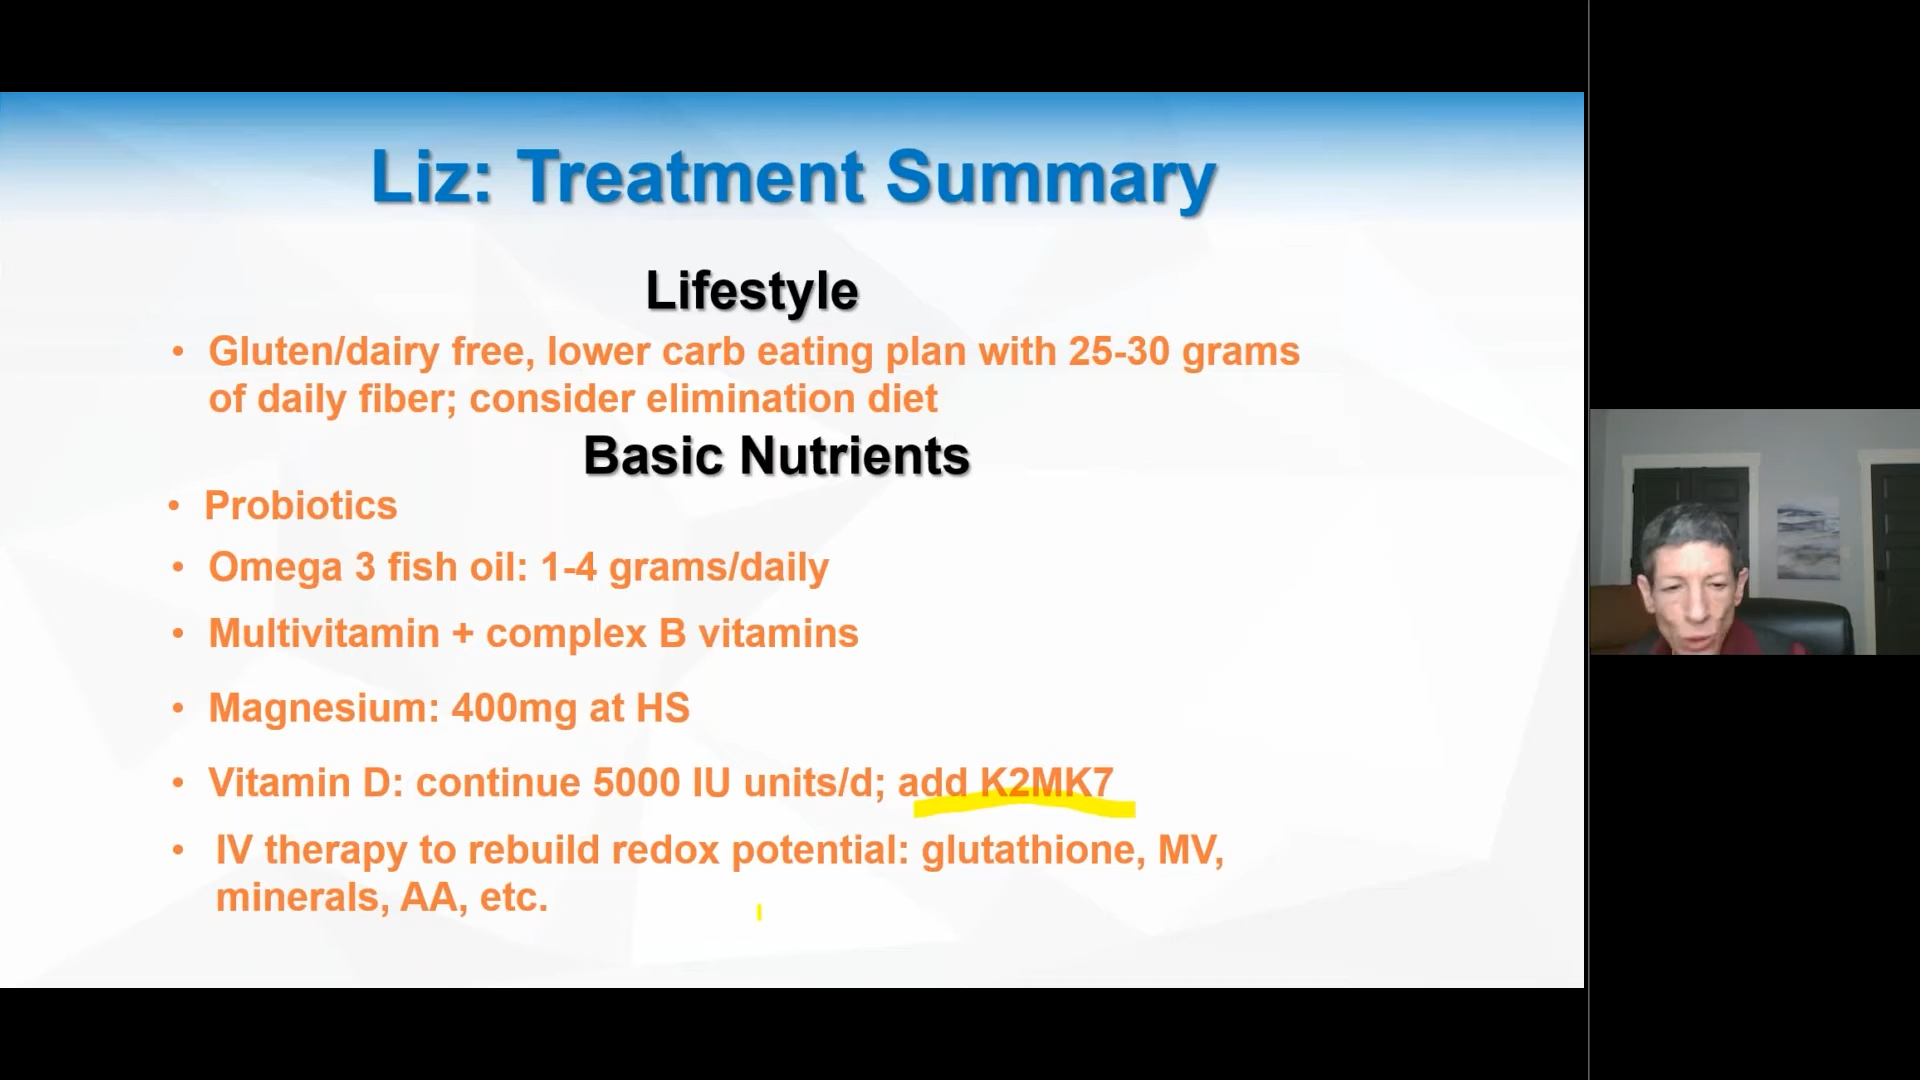 Liz: Treatment Summary
Lifestyle
• Gluten/dairy free, lower carb eating plan with 25-30 grams
of daily fiber; consider elimination diet
Basic Nutrients
• Probiotics
• Omega 3 fish oil: 1-4 grams/daily
• Multivitamin + complex B vitamins
• Magnesium: 400mg at HS
• Vitamin D: continue 5000 IU units/d; add K2MK7
• IV therapy to rebuild redox potential: glutathione, MV,
minerals, AA, etc.